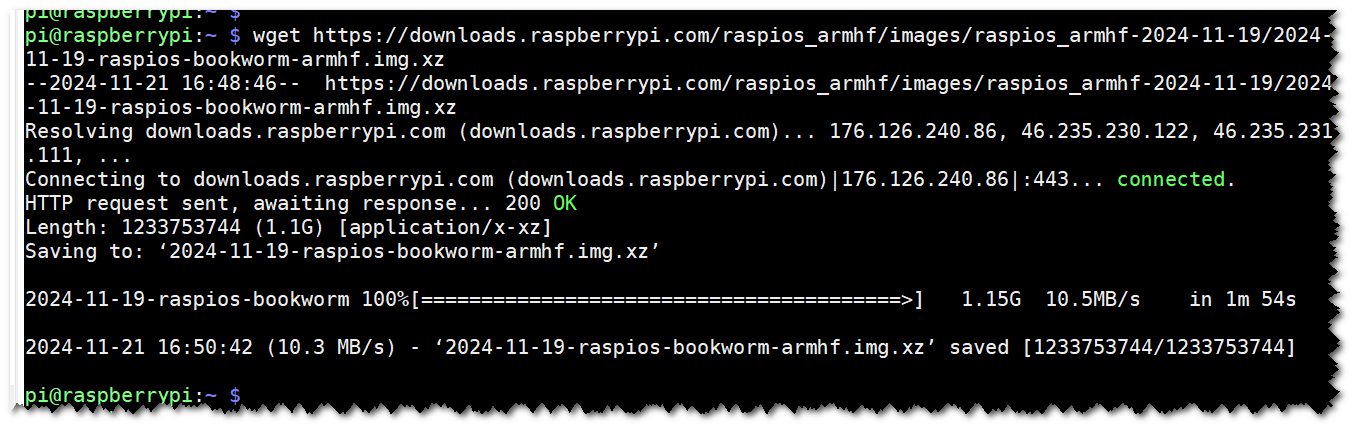 pi@raspberrypi:~ $
pi@raspberrypi:~ $ wget https://downloads.raspberrypi.com/raspios_armhf/images/raspios_armhf-2024-11-19/2024-
11-19-raspios-bookworm-armhf.img.xz
--2024-11-21 16:48:46--  https://downloads.raspberrypi.com/raspios_armhf/images/raspios_armhf-2024-11-19/2024
-11-19-raspios-bookworm-armhf.img.xz
Resolving downloads.raspberrypi.com (downloads.raspberrypi.com)... 176.126.240.86, 46.235.230.122, 46.235.231
.111, ...
Connecting to downloads.raspberrypi.com (downloads.raspberrypi.com)|176.126.240.86|:443... connected.
HTTP request sent, awaiting response... 200 OK
Length: 1233753744 (1.1G) [application/x-xz]
Saving to: ‘2024-11-19-raspios-bookworm-armhf.img.xz’
2024-11-19-raspios-bookworm 100%[========================================>]   1.15G  10.5MB/s    in 1m 54s
2024-11-21 16:50:42 (10.3 MB/s) - ‘2024-11-19-raspios-bookworm-armhf.img.xz’ saved [1233753744/1233753744]
pi@raspberrypi:~ $